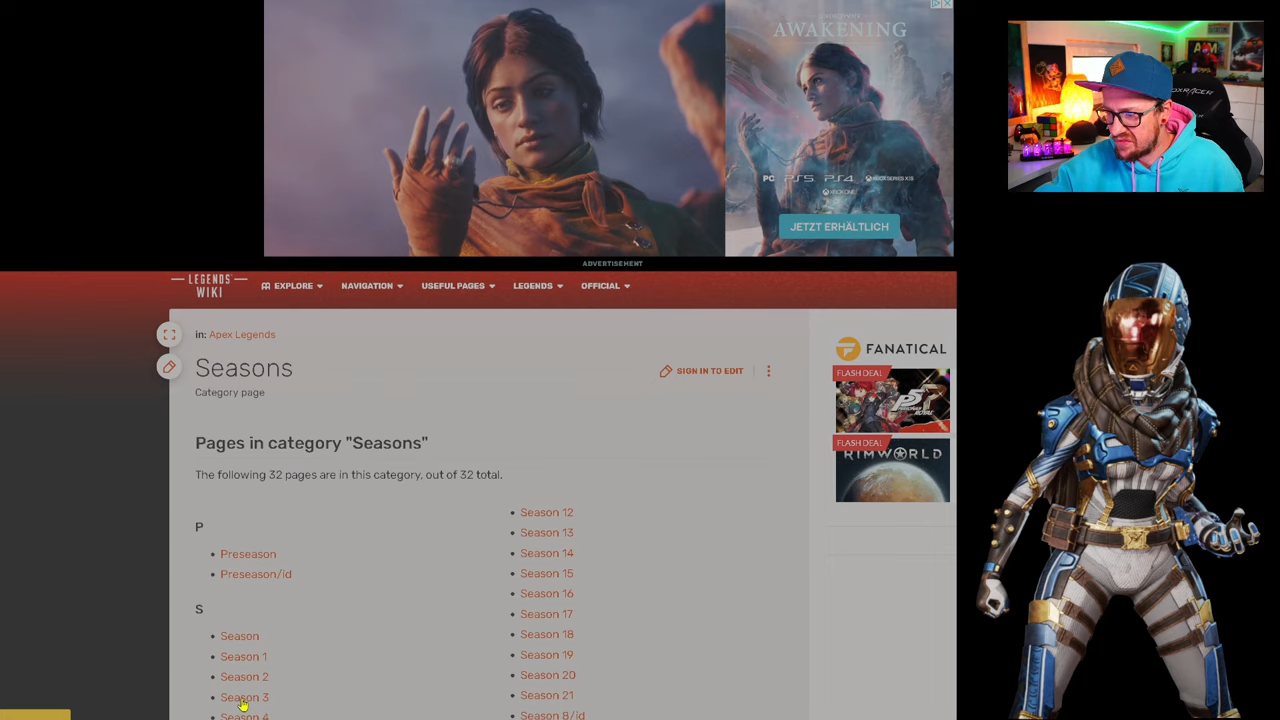 AWAKENING
PC PS5 PS4 XBOX SERIES X|S
XBOX ONE
JETZT ERHÄLTLICH
ADVERTISEMENT
LEGENDS
WIKI
EXPLORE
NAVIGATION
USEFUL PAGES
LEGENDS
OFFICIAL
in: Apex Legends
Seasons
Category page
SIGN IN TO EDIT
Pages in category "Seasons"
The following 32 pages are in this category, out of 32 total.
P
Preseason
Preseason/id
S
Season
Season 1
Season 2
Season 3
Season 4
Season 12
Season 13
Season 14
Season 15
Season 16
Season 17
Season 18
Season 19
Season 20
Season 21
Season 8/id
FANATICAL
FLASH DEAL
FLASH DEAL
RIMWORLD